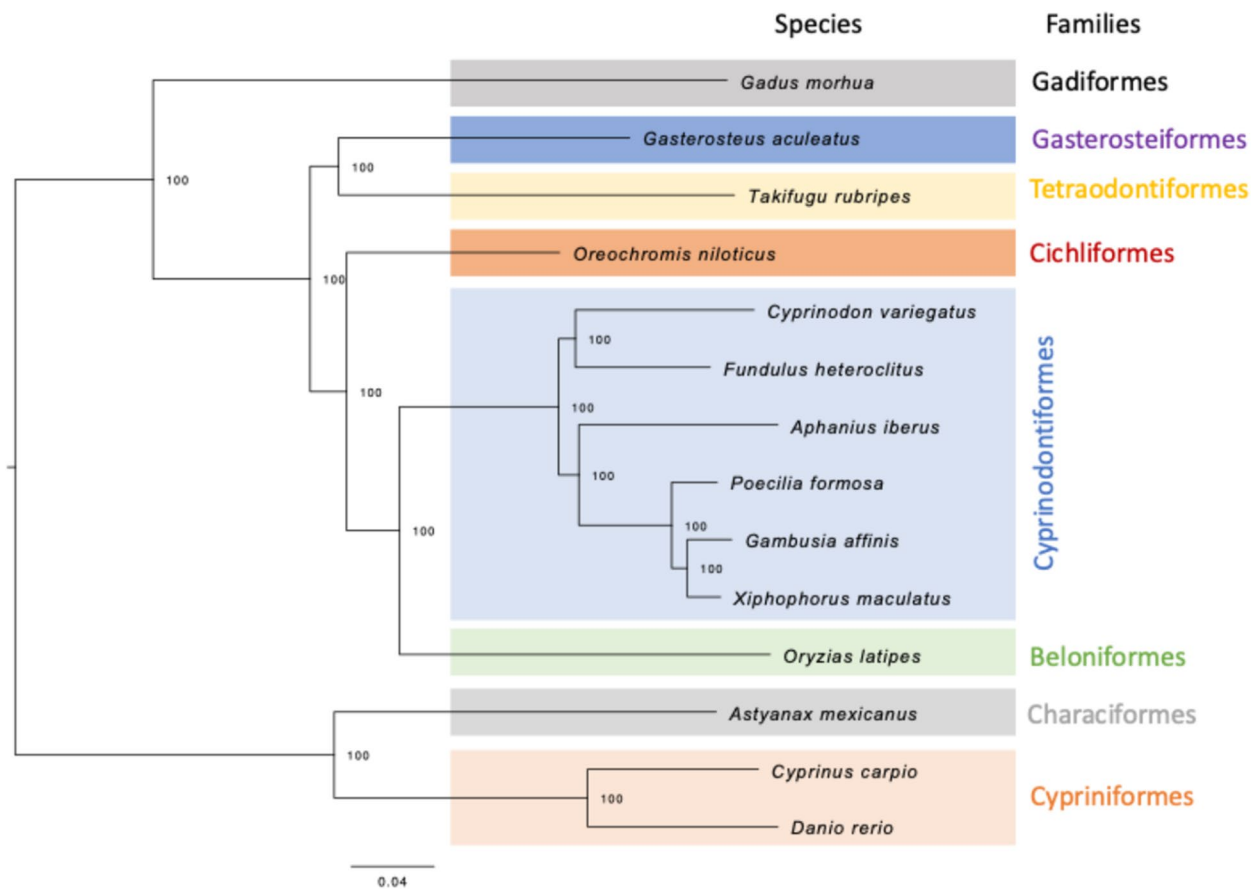 Species Families
Gadus morhua Gadiformes
100
Gasterosteus aculeatus Gasterosteiformes
100
Takifugu rubripes Tetraodontiformes
Oreochromis niloticus Cichliformes
100
Cyprinodon variegatus
100
Fundulus heteroclitus
100
100
Aphanius iberus
Cyprinodontiformes
100
Poecilia formosa
100
100
Gambusia affinis
100
Xiphophorus maculatus
Oryzias latipes Beloniformes
Astyanax mexicanus Characiformes
100
Cyprinus carpio
100
Cypriniformes
Danio rerio
0.04